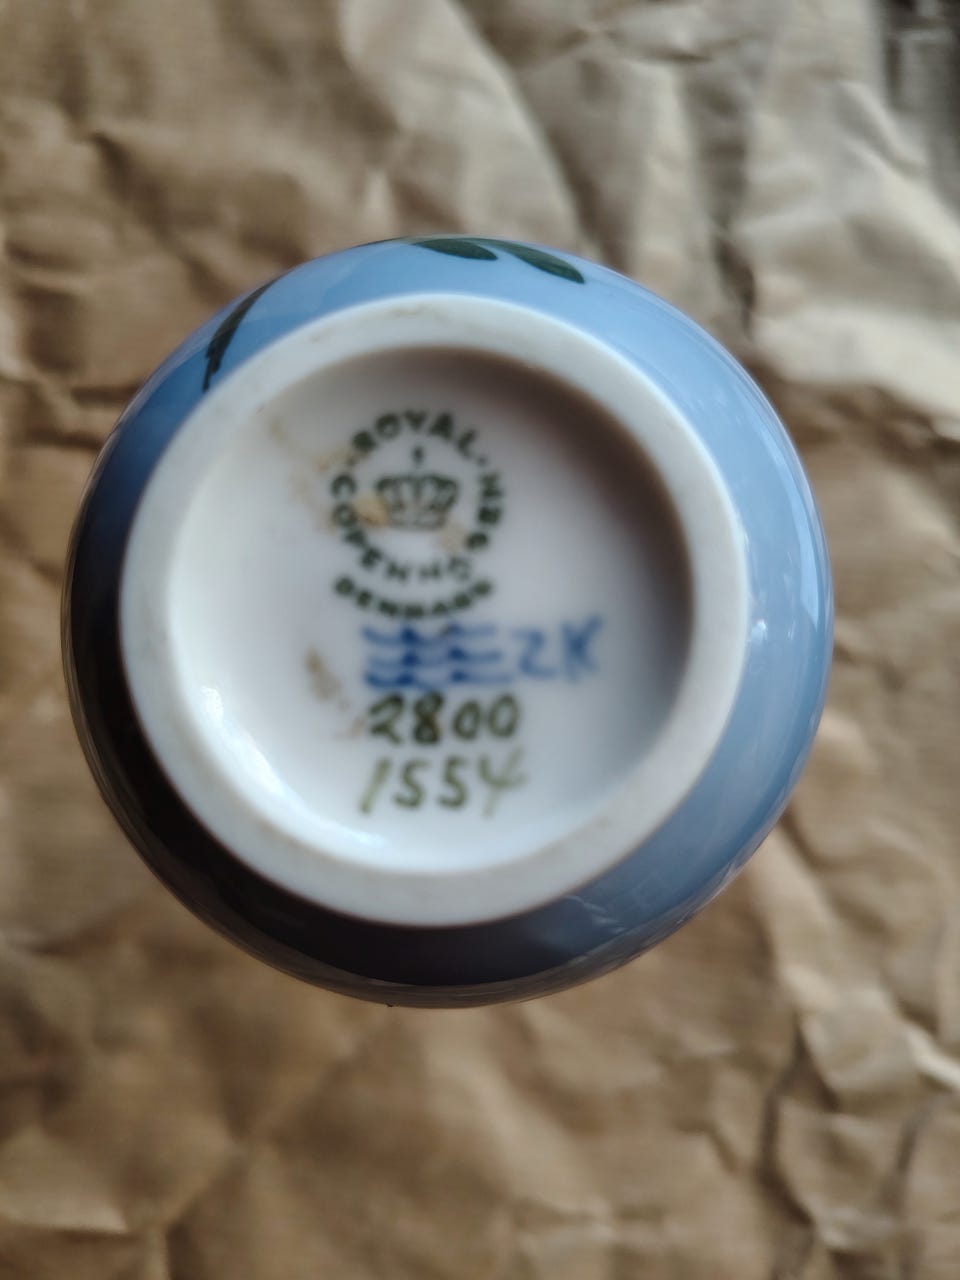 ROYAL
COPENHAGEN
DENMARK
ZK
2800
1554